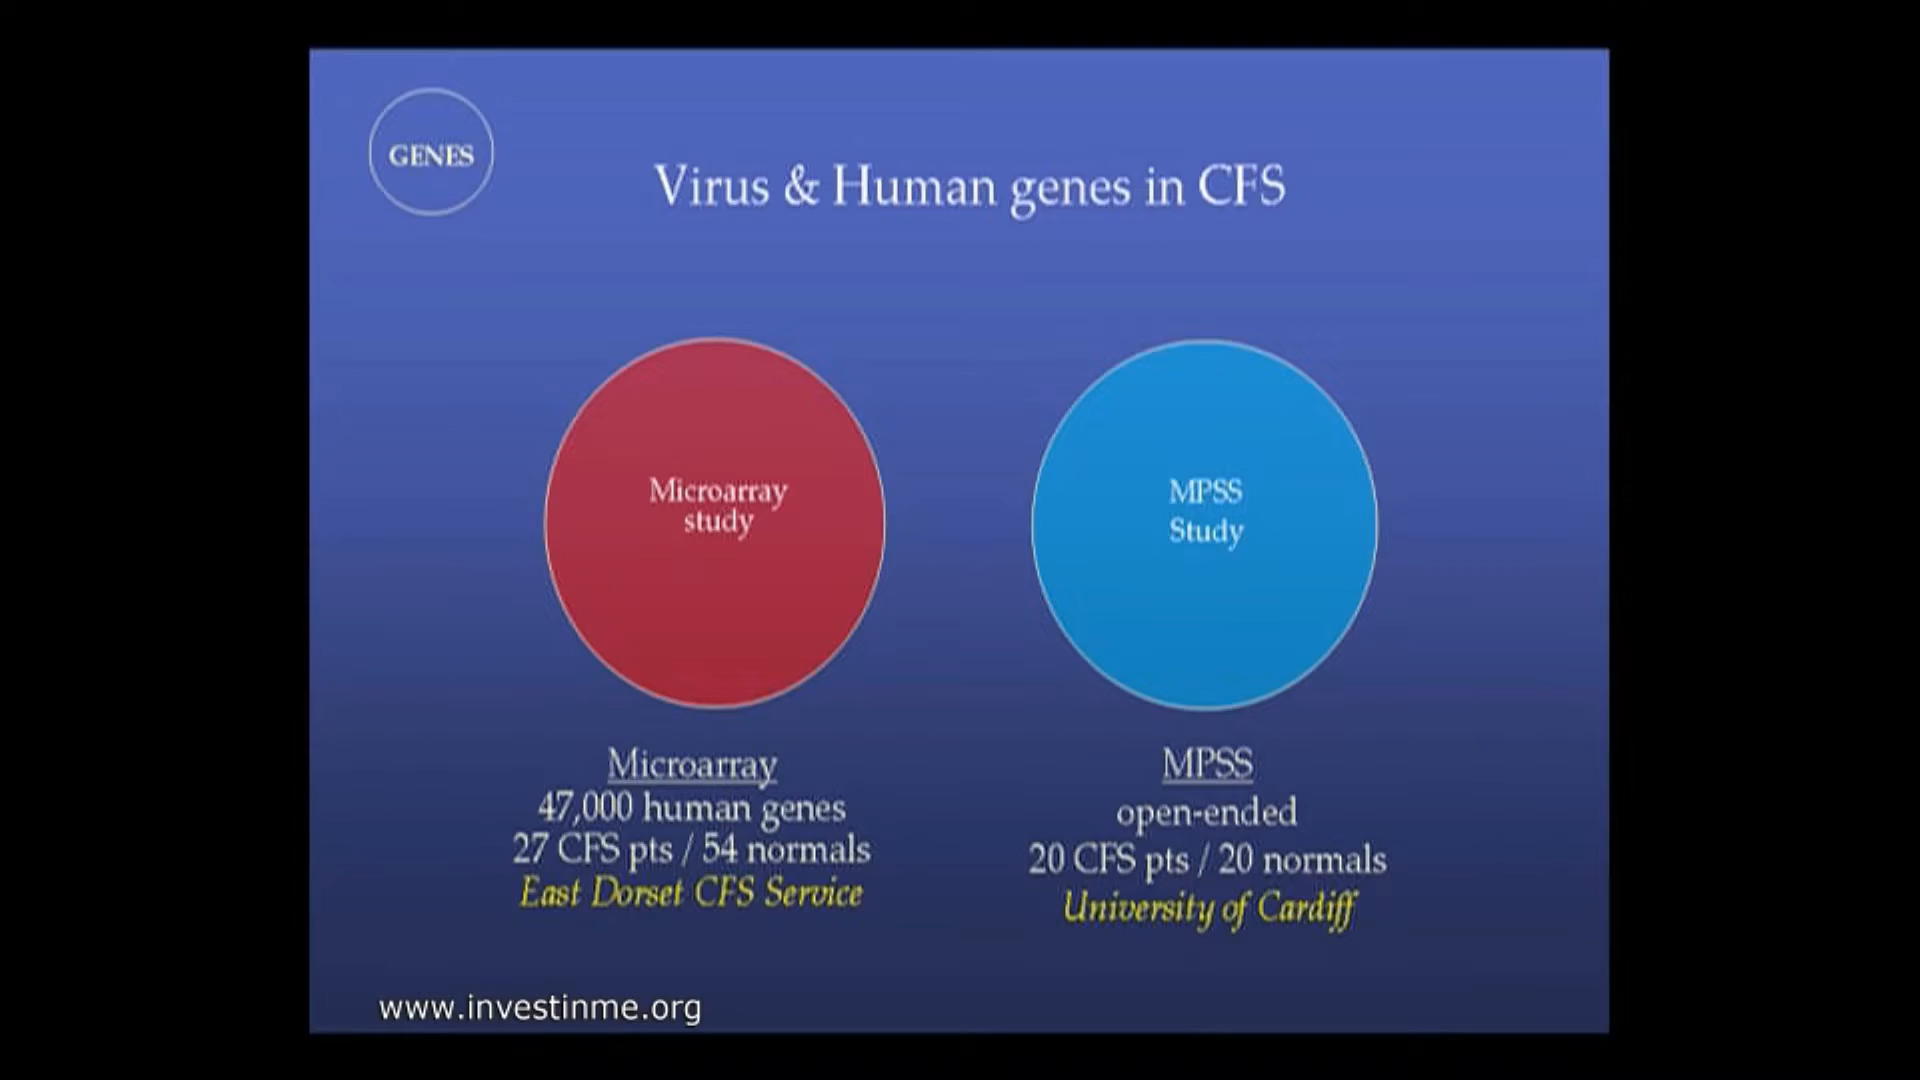 GENES
Virus & Human genes in CFS
Microarray
study
MPSS
Study
Microarray
47,000 human genes
27 CFS pts / 54 normals
East Dorset CFS Service
MPSS
open-ended
20 CFS pts / 20 normals
University of Cardiff
www.investinme.org